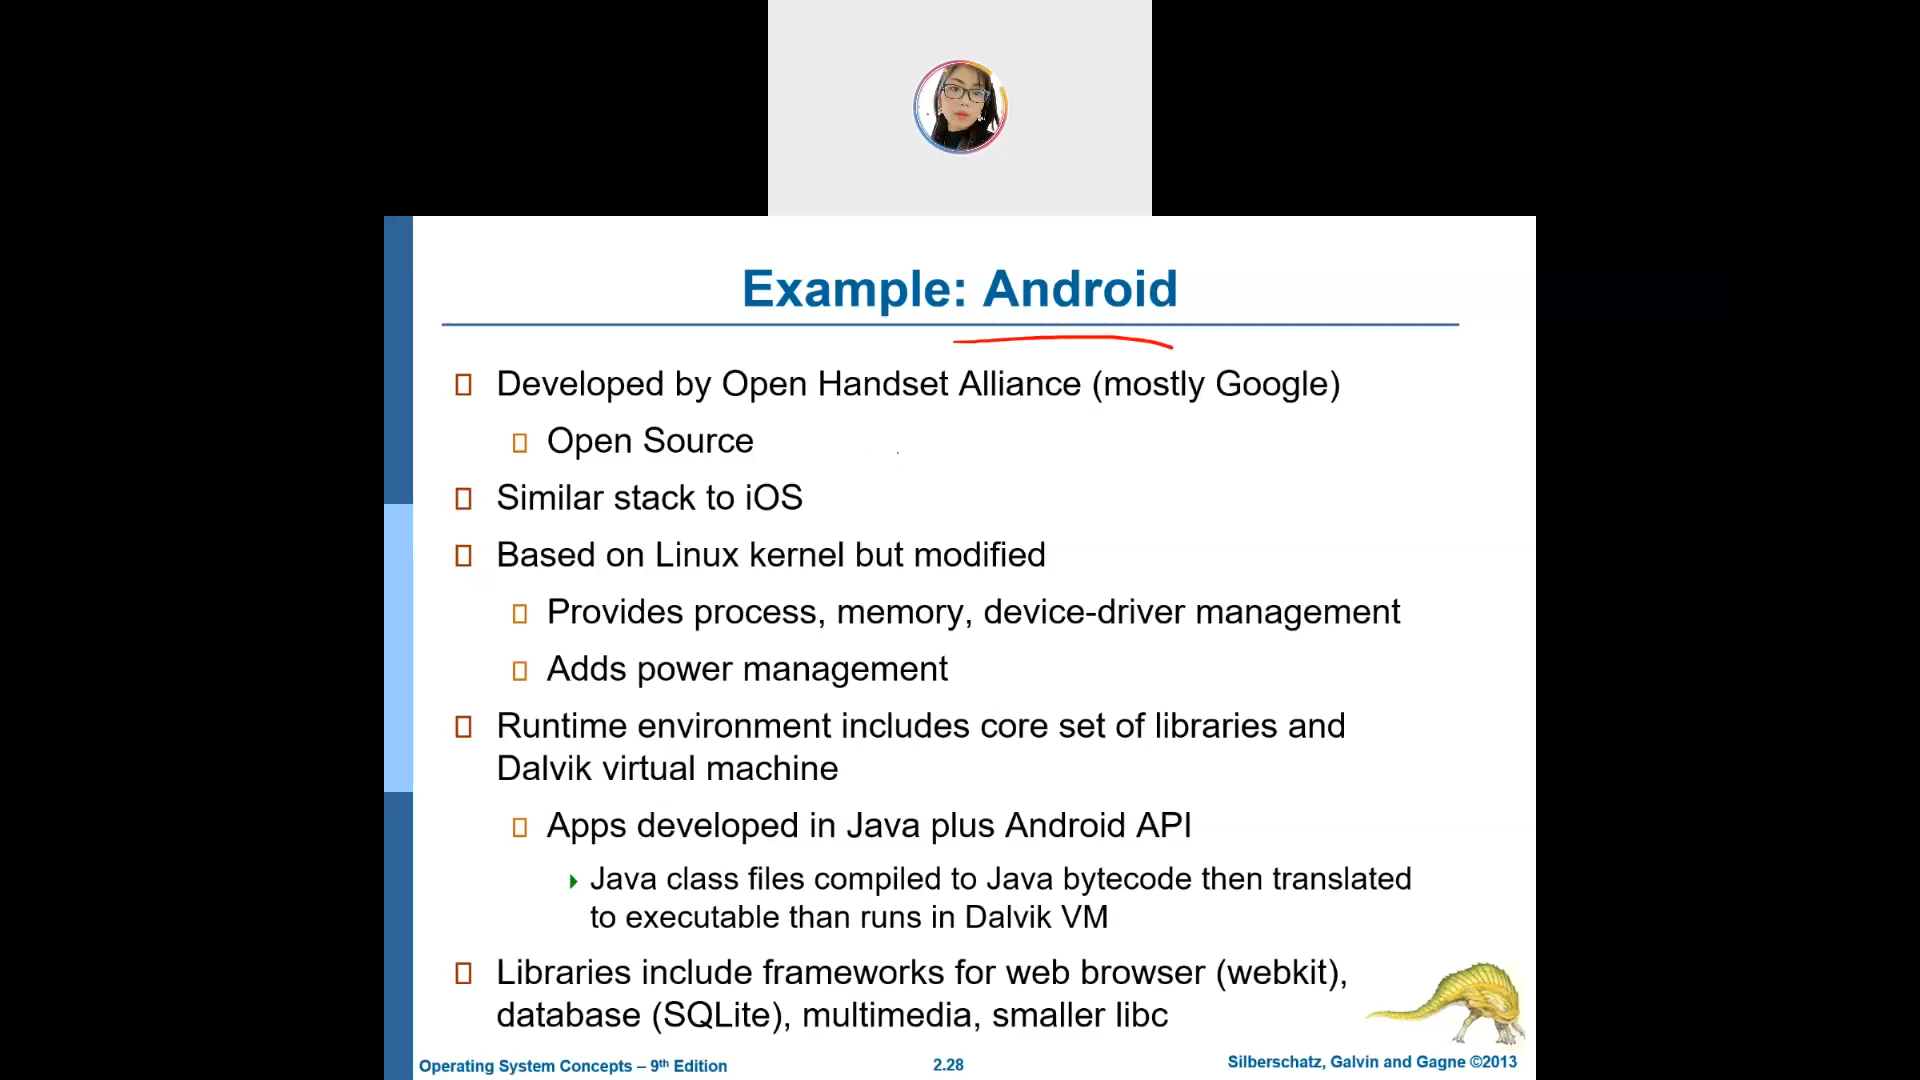 Example: Android
Developed by Open Handset Alliance (mostly Google)
Open Source
Similar stack to iOS
Based on Linux kernel but modified
Provides process, memory, device-driver management
Adds power management
Runtime environment includes core set of libraries and
Dalvik virtual machine
Apps developed in Java plus Android API
Java class files compiled to Java bytecode then translated
to executable than runs in Dalvik VM
Libraries include frameworks for web browser (webkit),
database (SQLite), multimedia, smaller libc
Operating System Concepts – 9th Edition
2.28
Silberschatz, Galvin and Gagne ©2013